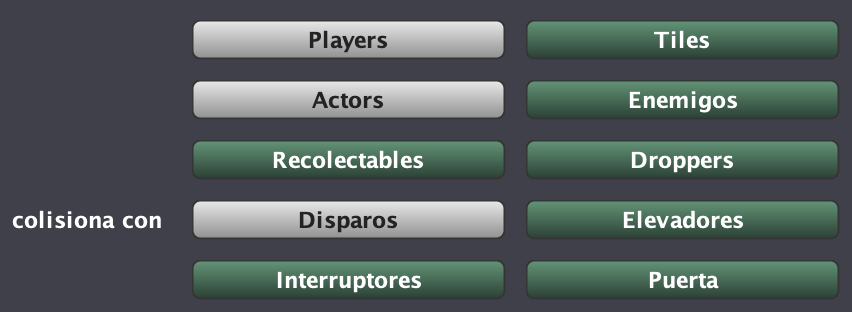 Players Tiles
Actors Enemigos
Recolectables Droppers
colisiona con Disparos Elevadores
Interruptores Puerta